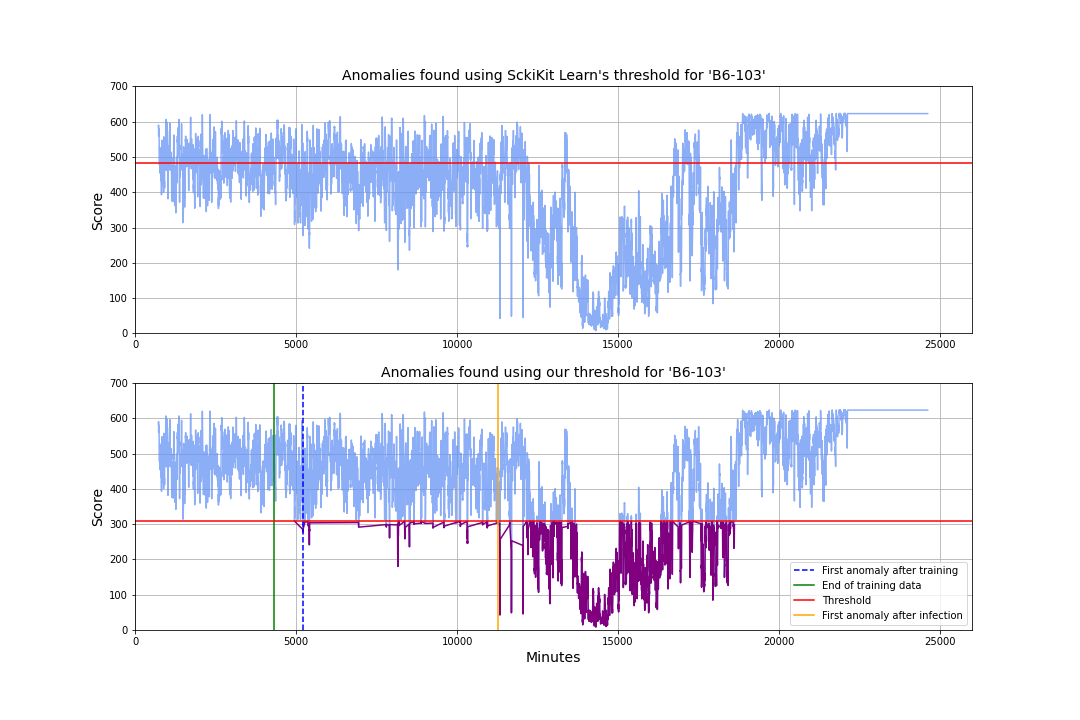 Anomalies found using SckiKit Learn's threshold for 'B6-103'
700
600
500
400
300
200
100
0
Score
0 5000 10000 15000 20000 25000
Anomalies found using our threshold for 'B6-103'
700
600
500
400
300
200
100
0
Score
First anomaly after training
End of training data
Threshold
First anomaly after infection
0 5000 10000 15000 20000 25000
Minutes